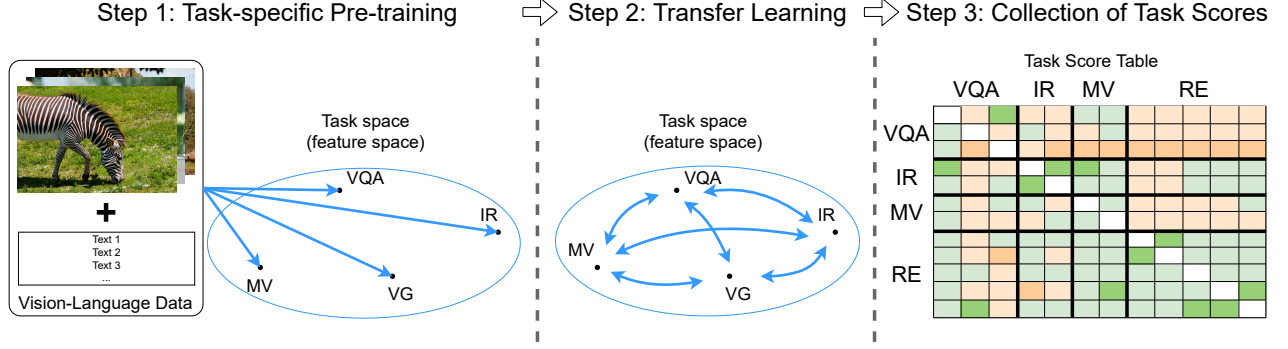 Step 1: Task-specific Pre-training
Step 2: Transfer Learning
Step 3: Collection of Task Scores
Text 1
Text 2
Text 3
...
Vision-Language Data
Task space
(feature space)
VQA
IR
MV
VG
Task space
(feature space)
VQA
IR
MV
VG
Task Score Table
VQA IR MV RE
VQA
IR
MV
RE